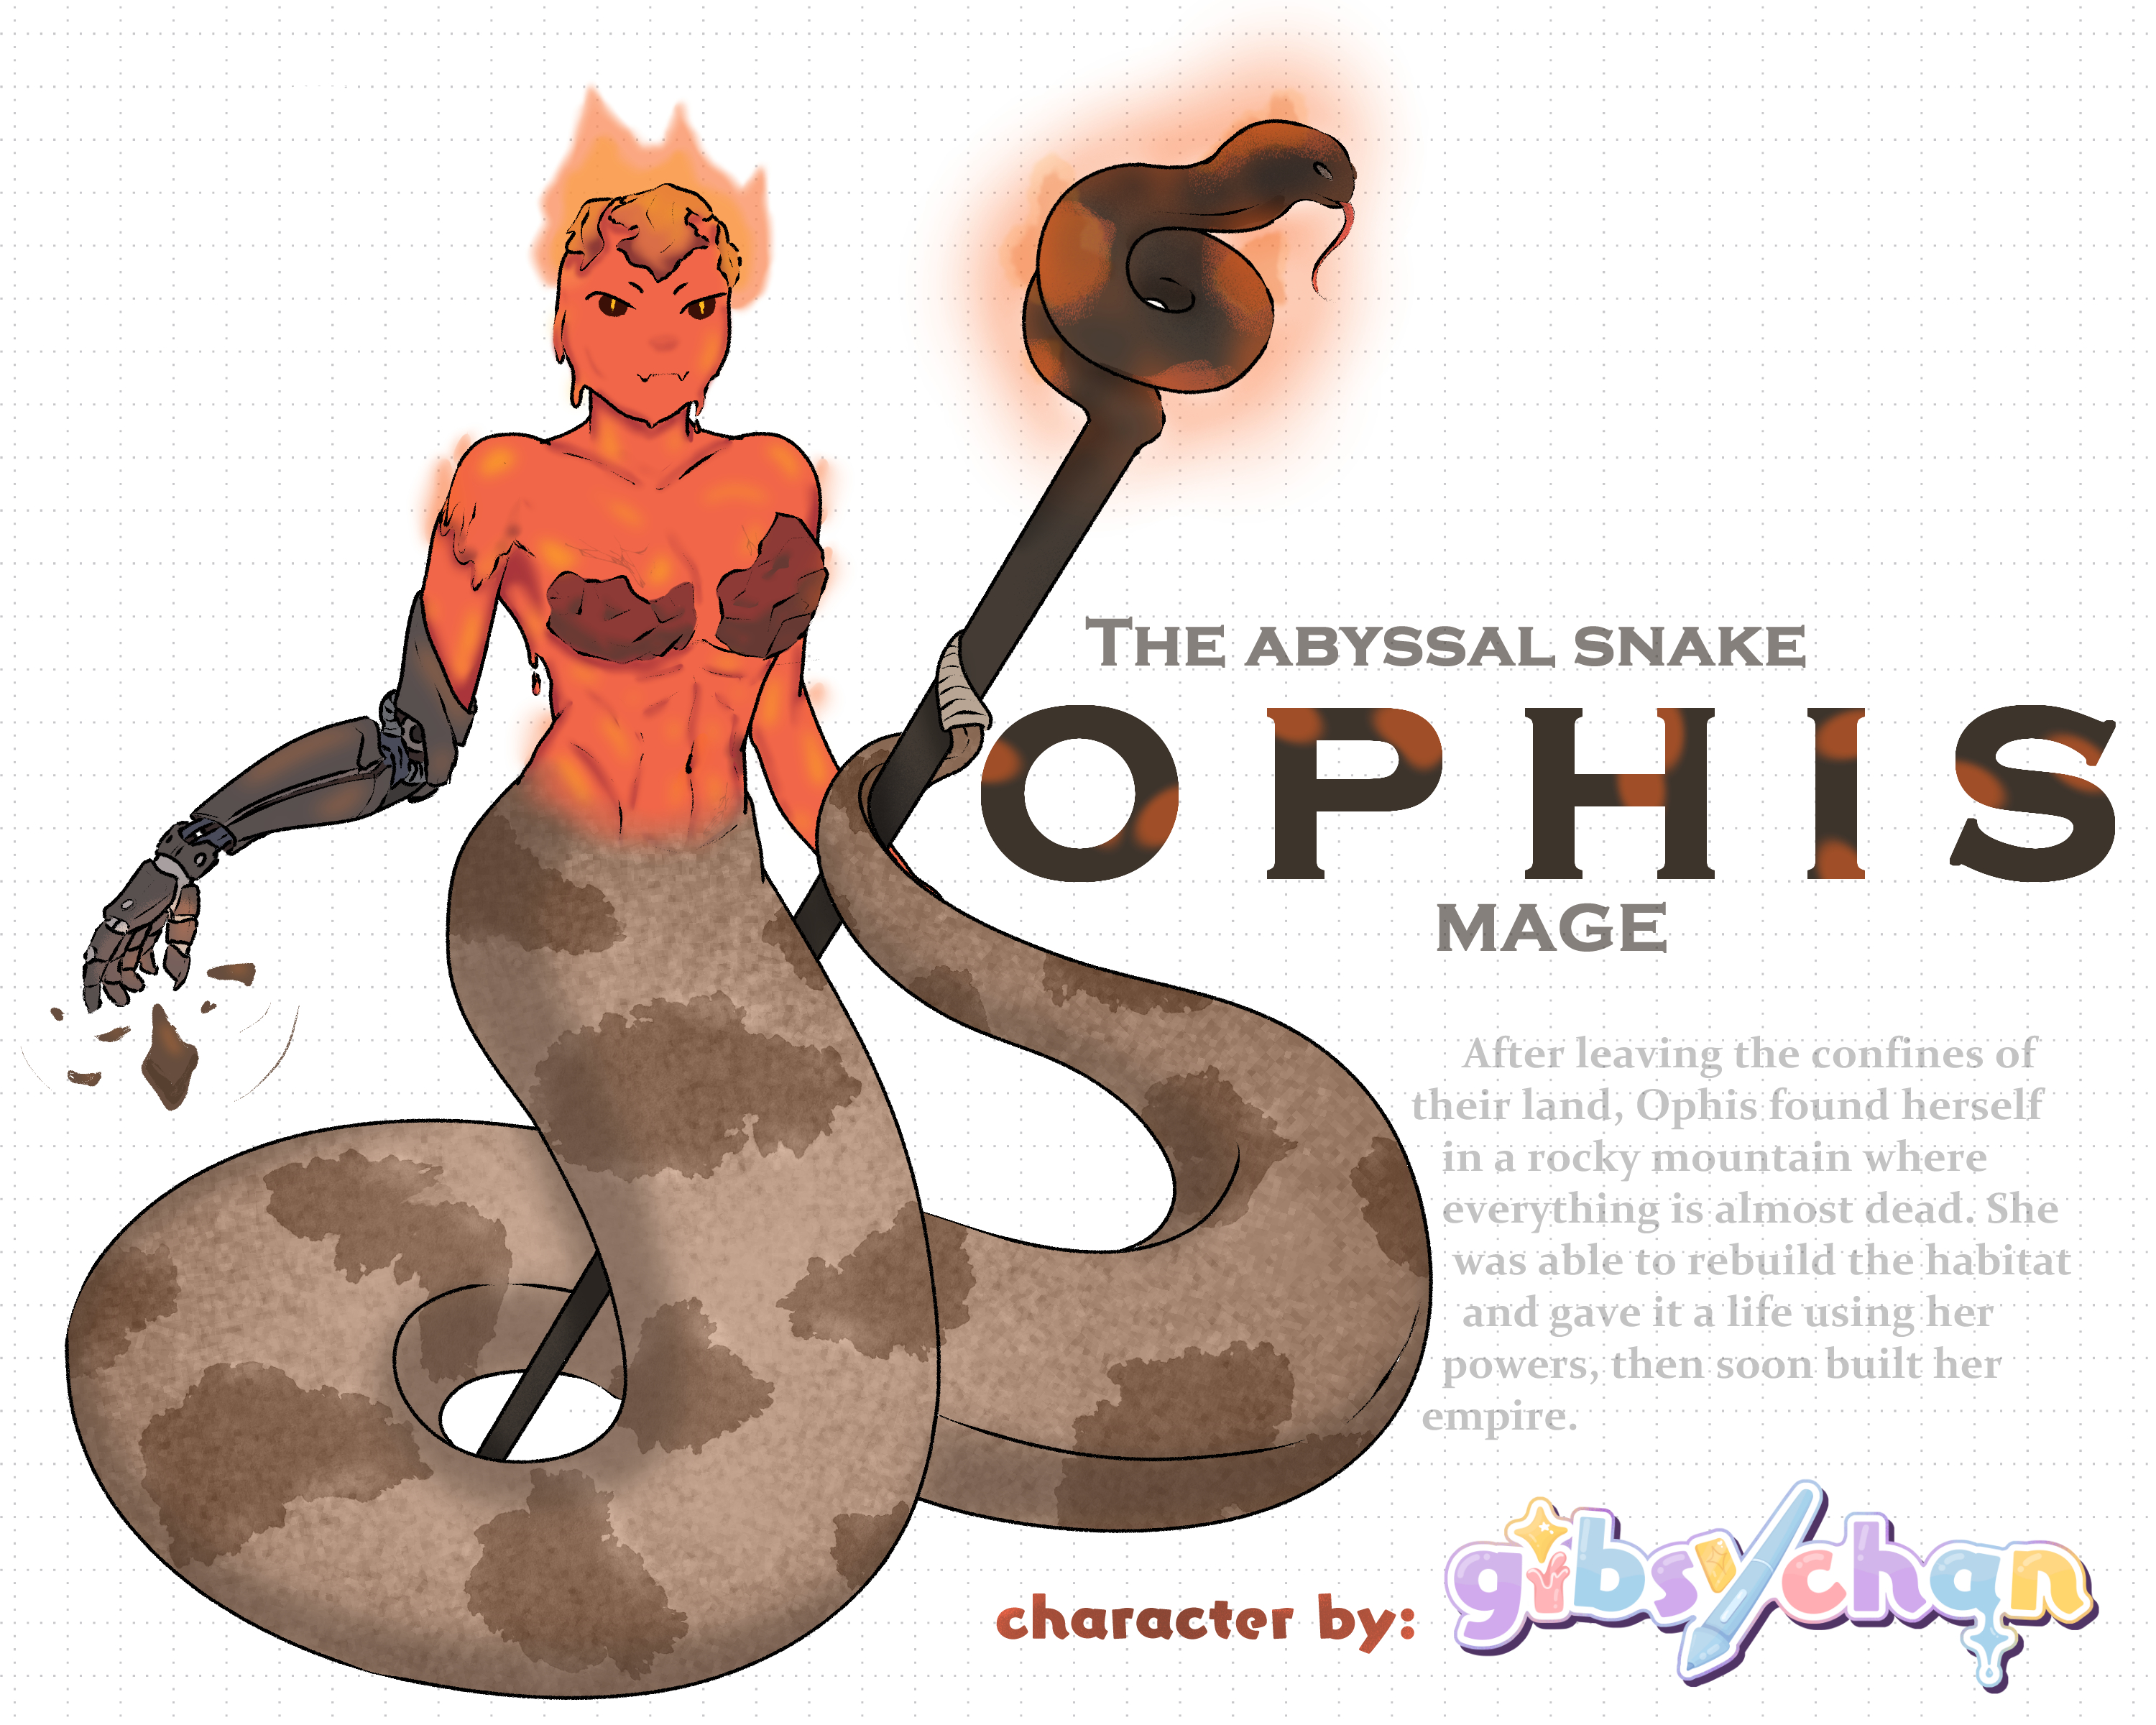 THE ABYSSAL SNAKE
OPHIS
MAGE
After leaving the confines of
their land, Ophis found herself
in a rocky mountain where
everything is almost dead. She
was able to rebuild the habitat
and gave it a life using her
powers, then soon built her
empire.
character by: gibsychan